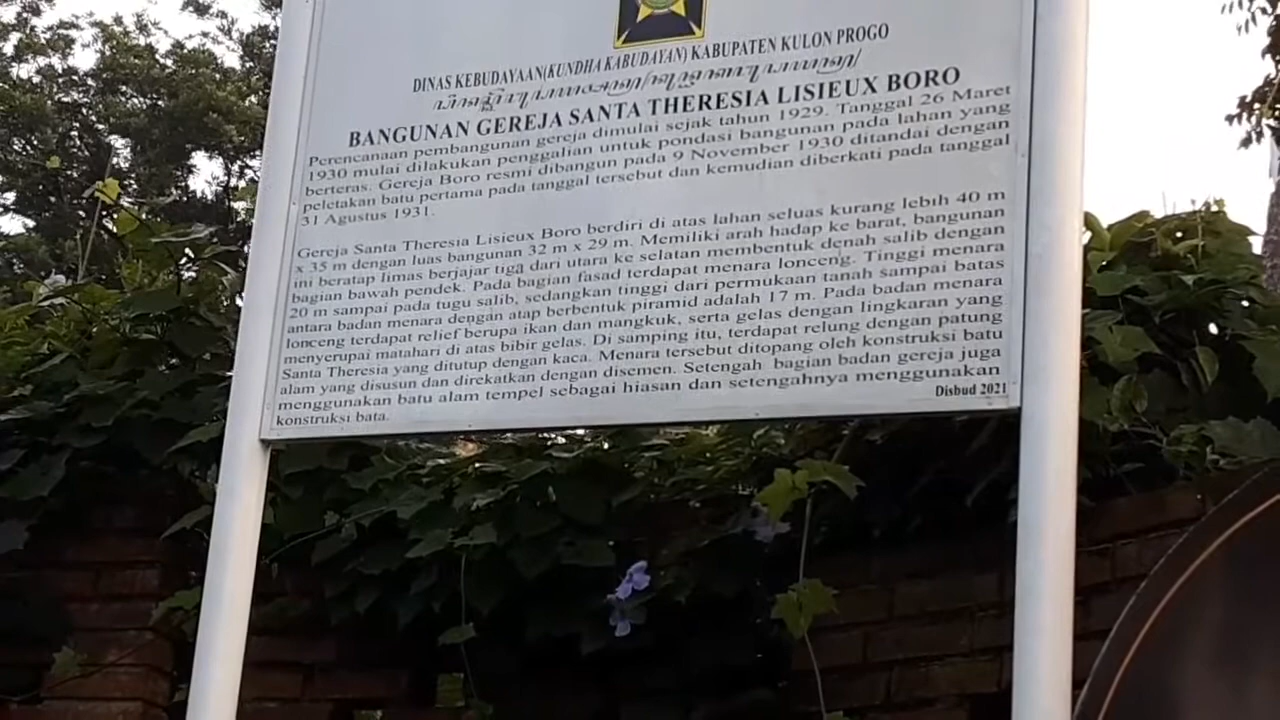 DINAS KEBUDAYAAN(KUNDHA KABUDAYAN) KABUPATEN KULON PROGO
BANGUNAN GEREJA SANTA THERESIA LISIEUX BORO
Perencanaan pembangunan gereja dimulai sejak tahun 1929. Tanggal 26 Maret
1930 mulai dilakukan penggalian untuk pondasi bangunan pada lahan yang
berteras. Gereja Boro resmi dibangun pada 9 November 1930 ditandai dengan
peletakan batu pertama pada tanggal tersebut dan kemudian diberkati pada tanggal
31 Agustus 1931.
Gereja Santa Theresia Lisieux Boro berdiri di atas lahan seluas kurang lebih 40 m
x 35 m dengan luas bangunan 32 m x 29 m. Memiliki arah hadap ke barat, bangunan
ini beratap limas berjajar tiga dari utara ke selatan membentuk denah salib dengan
bagian bawah pendek. Pada bagian fasad terdapat menara lonceng. Tinggi menara
20 m sampai pada tugu salib, sedangkan tinggi dari permukaan tanah sampai batas
antara badan menara dengan atap berbentuk piramid adalah 17 m. Pada badan menara
lonceng terdapat relief berupa ikan dan mangkuk, serta gelas dengan lingkaran yang
menyerupai matahari di atas bibir gelas. Di samping itu, terdapat relung dengan patung
Santa Theresia yang ditutup dengan kaca. Menara tersebut ditopang oleh konstruksi batu
alam yang disusun dan direkatkan dengan disemen. Setengah bagian badan gereja juga
menggunakan batu alam tempel sebagai hiasan dan setengahnya menggunakan
konstruksi bata.
Disbud 2021